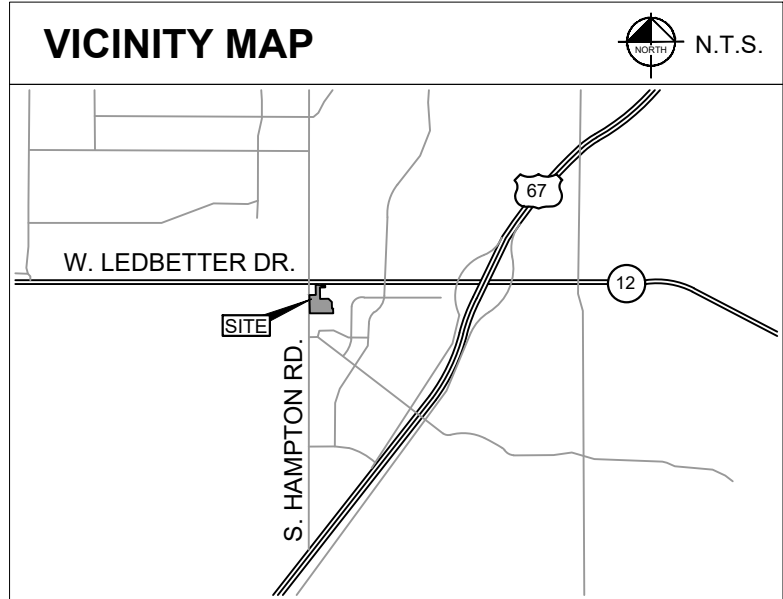 VICINITY MAP
NORTH
N.T.S.
67
W. LEDBETTER DR.
12
SITE
S. HAMPTON RD.